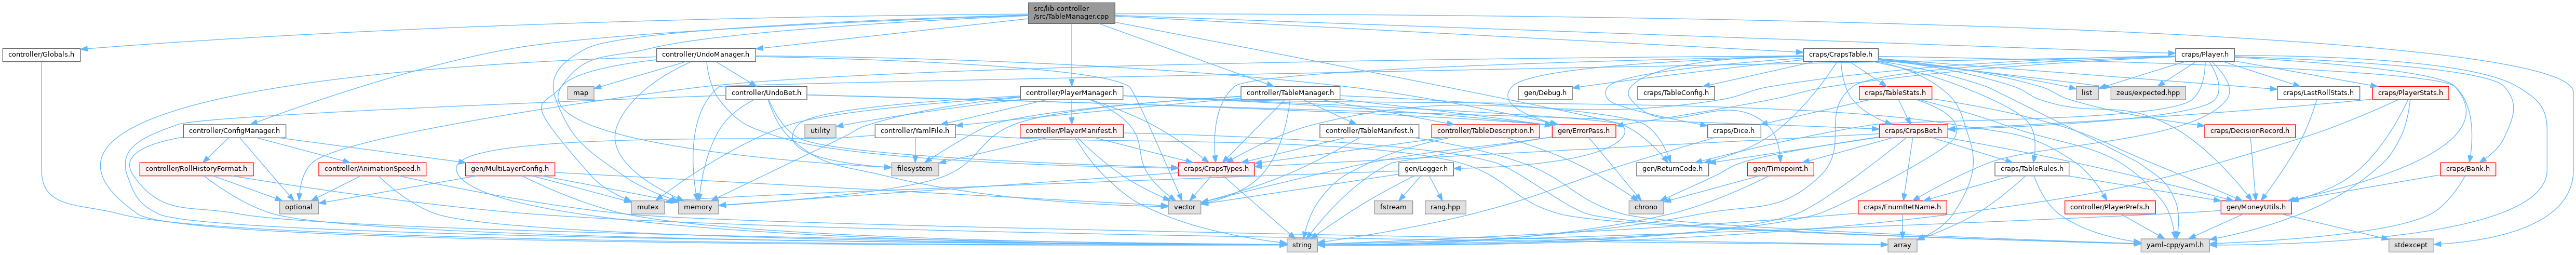 src/lib-controller
/src/TableManager.cpp
controller/Globals.h
controller/UndoManager.h
craps/CrapsTable.h
craps/Player.h
map
controller/UndoBet.h
controller/PlayerManager.h
controller/TableManager.h
gen/Debug.h
craps/TableConfig.h
craps/TableStats.h
list
zeus/expected.hpp
craps/LastRollStats.h
craps/PlayerStats.h
controller/ConfigManager.h
utility
controller/YamlFile.h
controller/PlayerManifest.h
controller/TableManifest.h
controller/TableDescription.h
gen/ErrorPass.h
craps/Dice.h
craps/CrapsBet.h
craps/DecisionRecord.h
controller/RollHistoryFormat.h
controller/AnimationSpeed.h
gen/MultiLayerConfig.h
filesystem
craps/CrapsTypes.h
gen/Logger.h
gen/ReturnCode.h
gen/Timepoint.h
craps/TableRules.h
craps/Bank.h
optional
mutex
memory
vector
fstream
rang.hpp
chrono
craps/EnumBetName.h
controller/PlayerPrefs.h
gen/MoneyUtils.h
string
array
yaml-cpp/yaml.h
stdexcept